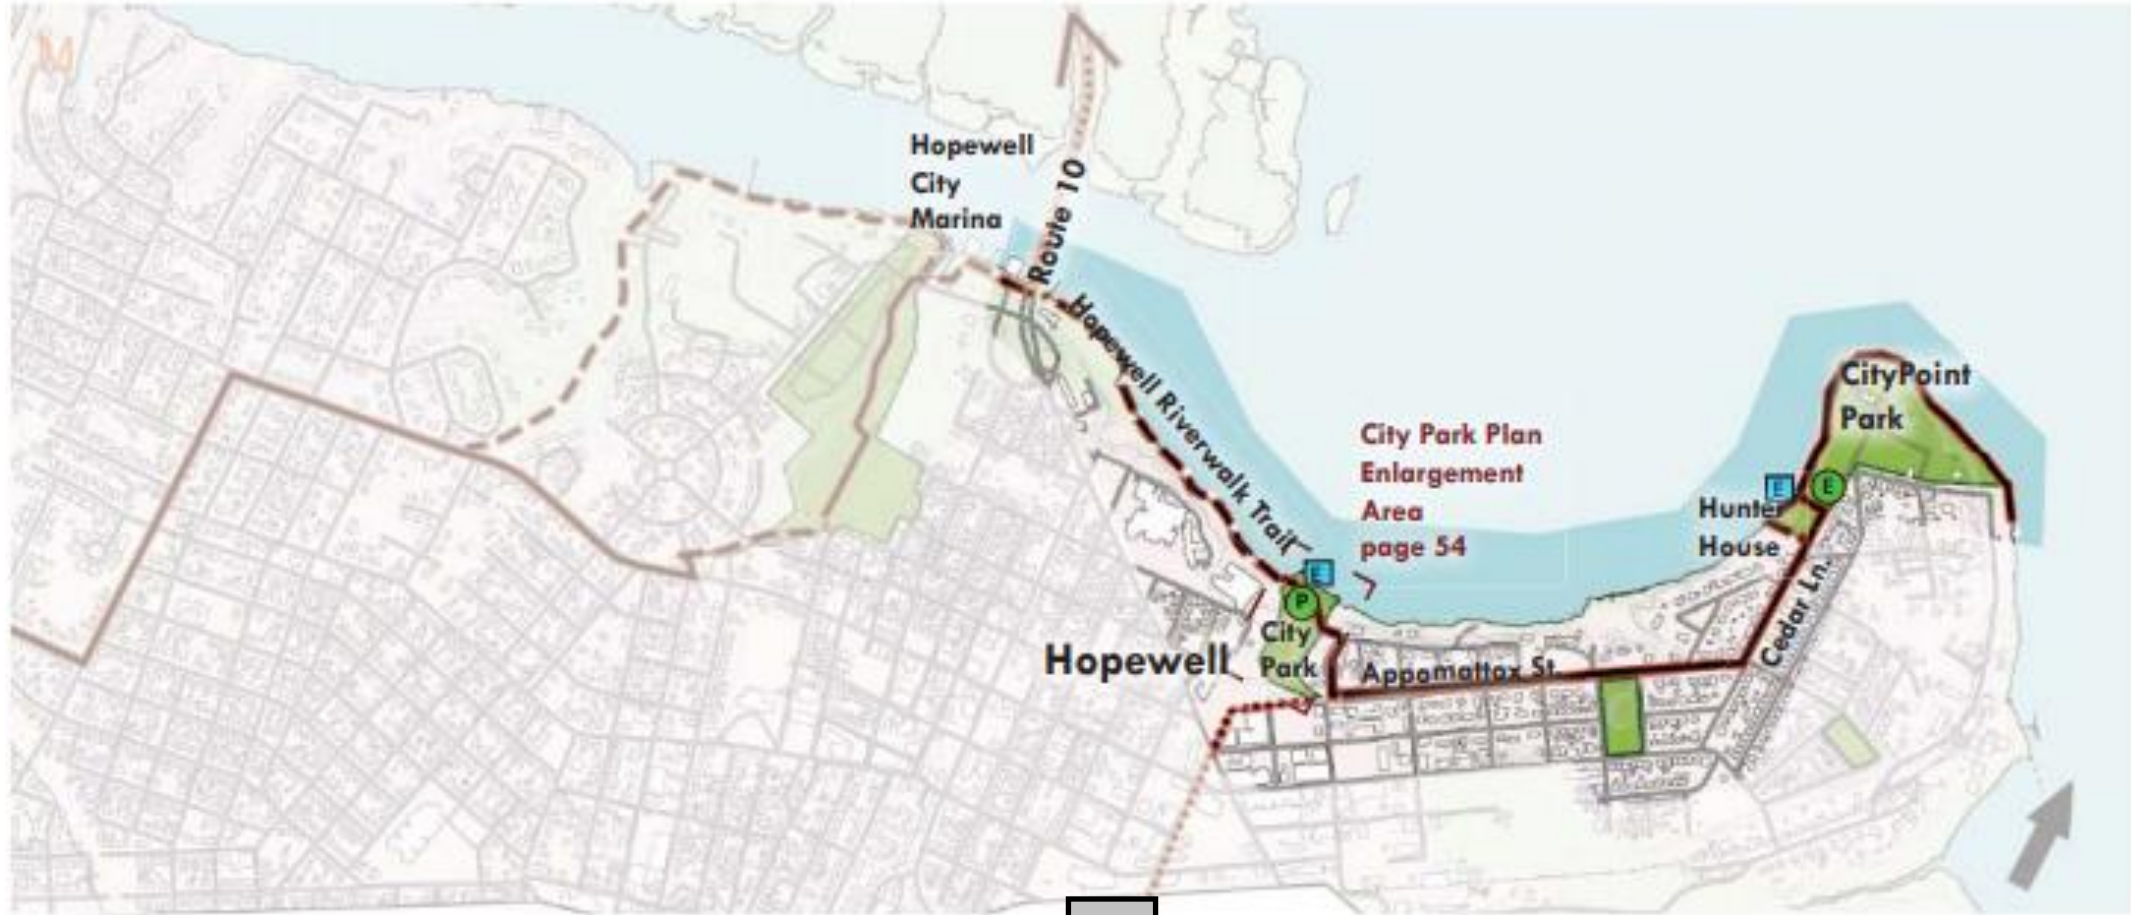 Hopewell
City
Marina
Route 10
Hopewell Riverwalk Trail
City Park Plan
Enlargement
Area
page 54
CityPoint
Park
E
E
Hunter
House
Cedar Ln.
E
P
City
Park
Hopewell
Appomattox St.